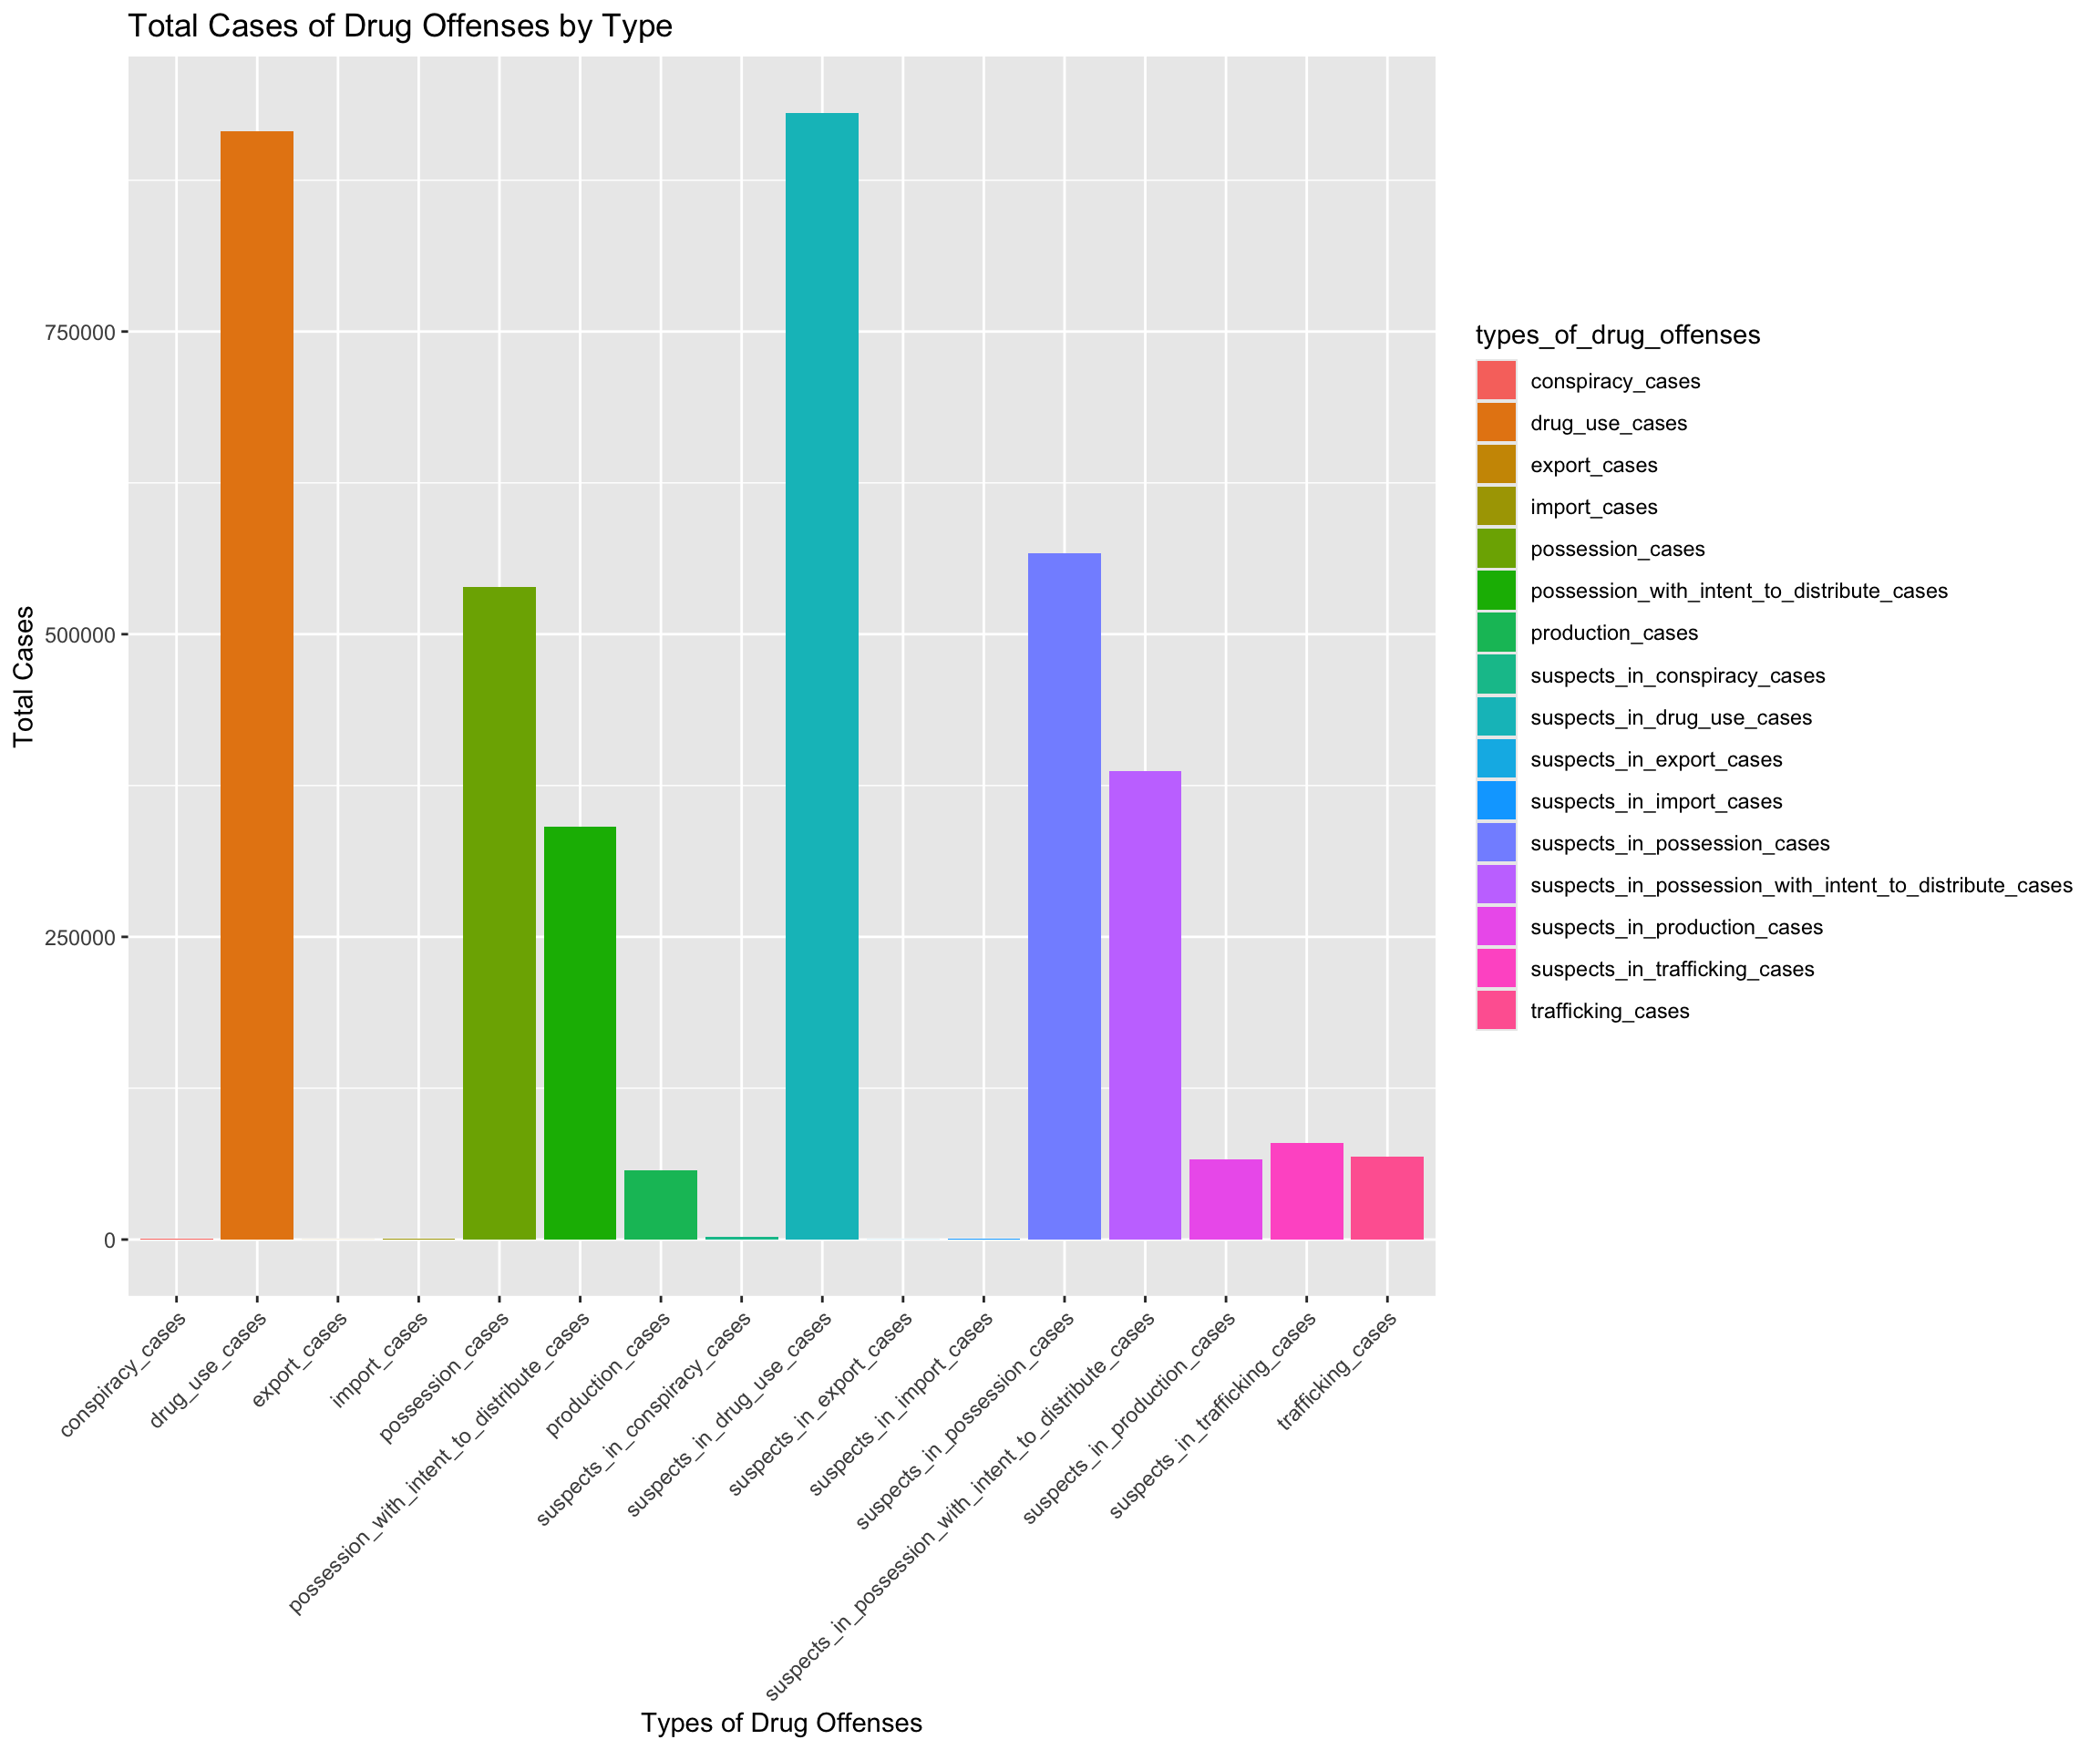 Total Cases of Drug Offenses by Type
Total Cases
750000
500000
250000
0
conspiracy_cases
drug_use_cases
export_cases
import_cases
possession_cases
possession_with_intent_to_distribute_cases
production_cases
suspects_in_conspiracy_cases
suspects_in_drug_use_cases
suspects_in_export_cases
suspects_in_import_cases
suspects_in_possession_cases
suspects_in_possession_with_intent_to_distribute_cases
suspects_in_production_cases
suspects_in_trafficking_cases
trafficking_cases
Types of Drug Offenses
types_of_drug_offenses
conspiracy_cases
drug_use_cases
export_cases
import_cases
possession_cases
possession_with_intent_to_distribute_cases
production_cases
suspects_in_conspiracy_cases
suspects_in_drug_use_cases
suspects_in_export_cases
suspects_in_import_cases
suspects_in_possession_cases
suspects_in_possession_with_intent_to_distribute_cases
suspects_in_production_cases
suspects_in_trafficking_cases
trafficking_cases